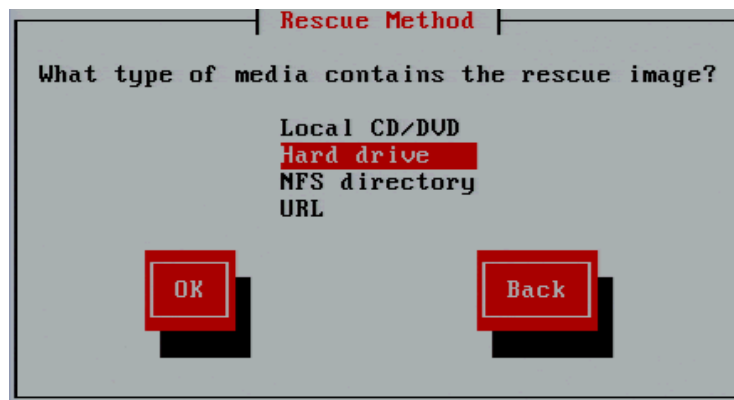 Rescue Method
What type of media contains the rescue image?
Local CD/DVD
Hard drive
NFS directory
URL
OK
Back